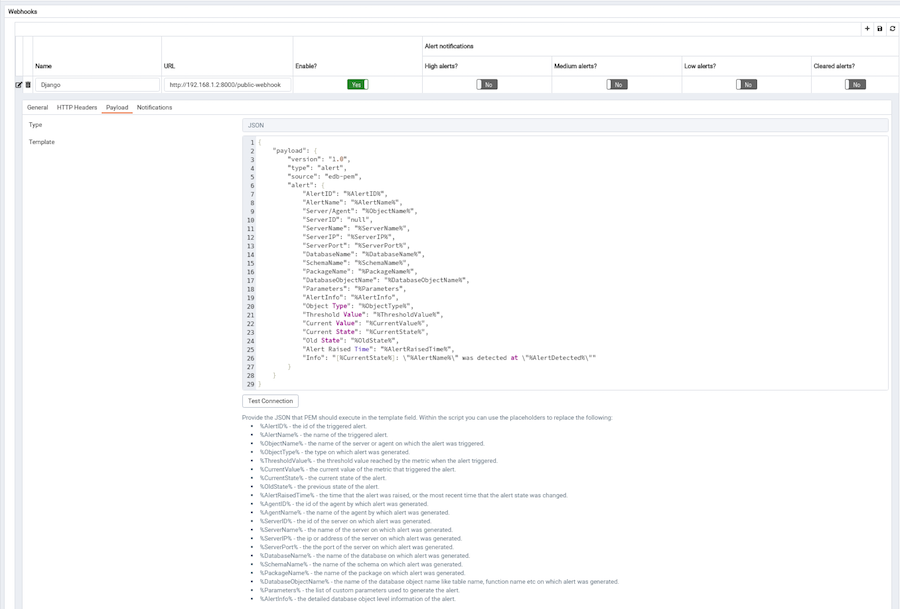 Webhooks
Alert notifications
Name URL Enable? High alerts? Medium alerts? Low alerts? Cleared alerts?
Django http://192.168.1.2:8000/public-webhook Yes No No No No
General HTTP Headers Payload Notifications
Type JSON
Template
1 {
2 "payload": {
3 "version": "1.0",
4 "type": "alert",
5 "source": "edb-pem",
6 "alert": {
7 "AlertID": "%AlertID%",
8 "AlertName": "%AlertName%",
9 "Server/Agent": "%ObjectName%",
10 "ServerID": "null",
11 "ServerName": "%ServerName%",
12 "ServerIP": "%ServerIP%",
13 "ServerPort": "%ServerPort%",
14 "DatabaseName": "%DatabaseName%",
15 "SchemaName": "%SchemaName%",
16 "PackageName": "%PackageName%",
17 "DatabaseObjectName": "%DatabaseObjectName%",
18 "Parameters": "%Parameters",
19 "AlertInfo": "%AlertInfo",
20 "Object Type": "%ObjectType%",
21 "Threshold Value": "%ThresholdValue%",
22 "Current Value": "%CurrentValue%",
23 "Current State": "%CurrentState%",
24 "Old State": "%OldState%",
25 "Alert Raised Time": "%AlertRaisedTime%",
26 "Info": "[%CurrentState%]: \"%AlertName%\" was detected at \"%AlertDetected%\""
27 }
28 }
29 }
Test Connection
Provide the JSON that PEM should execute in the template field. Within the script you can use the placeholders to replace the following:
• %AlertID% - the id of the triggered alert.
• %AlertName% - the name of the triggered alert.
• %ObjectName% - the name of the server or agent on which the alert was triggered.
• %ObjectType% - the type on which alert was generated.
• %ThresholdValue% - the threshold value reached by the metric when the alert triggered.
• %CurrentValue% - the current value of the metric that triggered the alert.
• %CurrentState% - the current state of the alert.
• %OldState% - the previous state of the alert.
• %AlertRaisedTime% - the time that the alert was raised, or the most recent time that the alert state was changed.
• %AgentID% - the id of the agent by which alert was generated.
• %AgentName% - the name of the agent by which alert was generated.
• %ServerID% - the id of the server on which alert was generated.
• %ServerName% - the name of the server on which alert was generated.
• %ServerIP% - the ip or address of the server on which alert was generated.
• %ServerPort% - the the port of the server on which alert was generated.
• %DatabaseName% - the name of the database on which alert was generated.
• %SchemaName% - the name of the schema on which alert was generated.
• %PackageName% - the name of the package on which alert was generated.
• %DatabaseObjectName% - the name of the database object name like table name, function name etc on which alert was generated.
• %Parameters% - the list of custom parameters used to generate the alert.
• %AlertInfo% - the detailed database object level information of the alert.